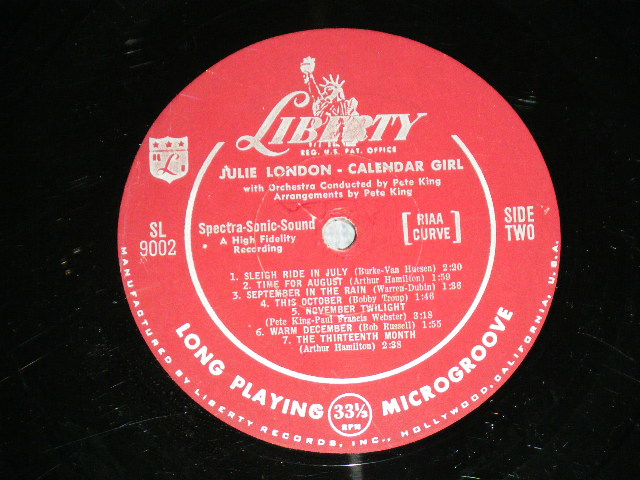 LIBERTY
REG. U.S. PAT. OFFICE
JULIE LONDON - CALENDAR GIRL
with Orchestra Conducted by Pete King
Arrangements by Pete King
L
SL
9002
Spectra-Sonic-Sound
A High Fidelity
Recording
[RIAA
CURVE]
SIDE
TWO
1. SLEIGH RIDE IN JULY (Burke-Van Huesen) 2:20
2. TIME FOR AUGUST (Arthur Hamilton) 1:59
3. SEPTEMBER IN THE RAIN (Warren-Dubin) 1:36
4. THIS OCTOBER (Bobby Troup) 1:46
5. NOVEMBER TWILIGHT
(Pete King-Paul Francis Webster) 3:18
6. WARM DECEMBER (Bob Russell) 1:55
7. THE THIRTEENTH MONTH
(Arthur Hamilton) 2:38
LONG PLAYING 33⅓ RPM MICROGROOVE
MANUFACTURED BY LIBERTY RECORDS, INC., HOLLYWOOD, CALIFORNIA, U.S.A.